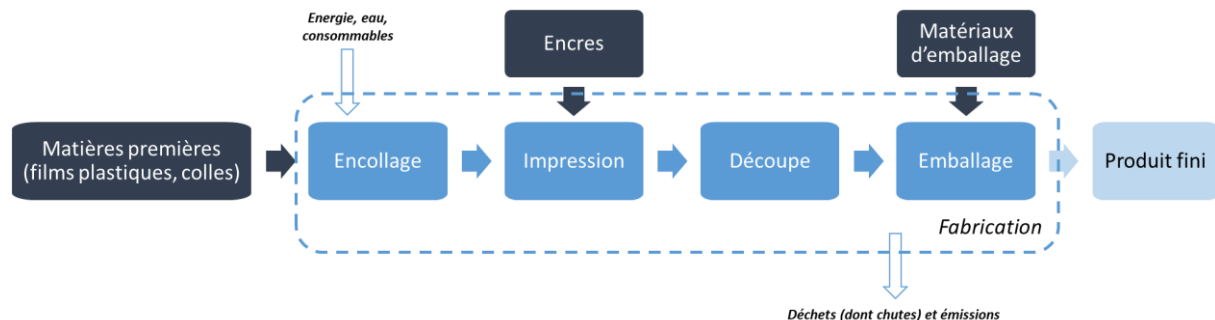 Energie, eau,
consommables
Encres
Matériaux
d’emballage
Matières premières
(films plastiques, colles)
Encollage
Impression
Découpe
Emballage
Produit fini
Fabrication
Déchets (dont chutes) et émissions